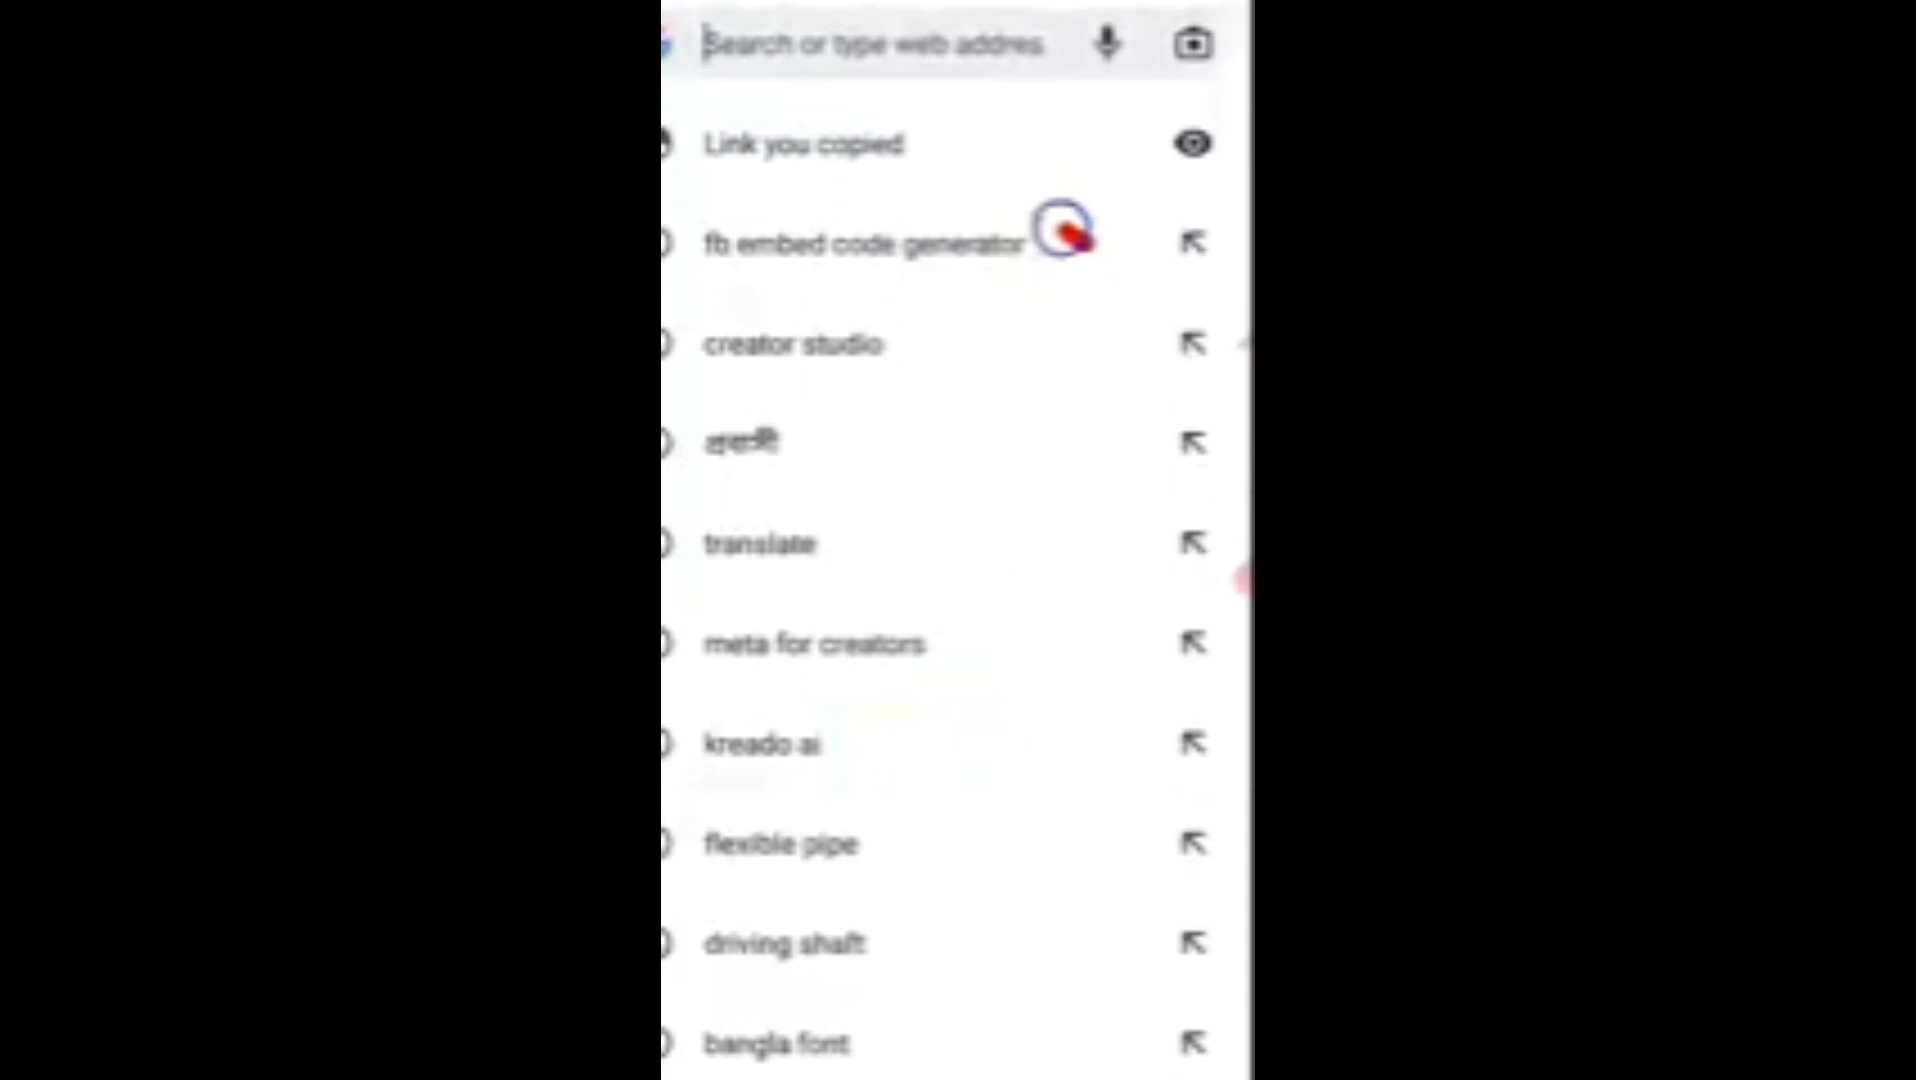 Search or type web addres
Link you copied
fb embed code generator
creator studio
translate
meta for creators
kreado ai
flexible pipe
driving shaft
bangla font